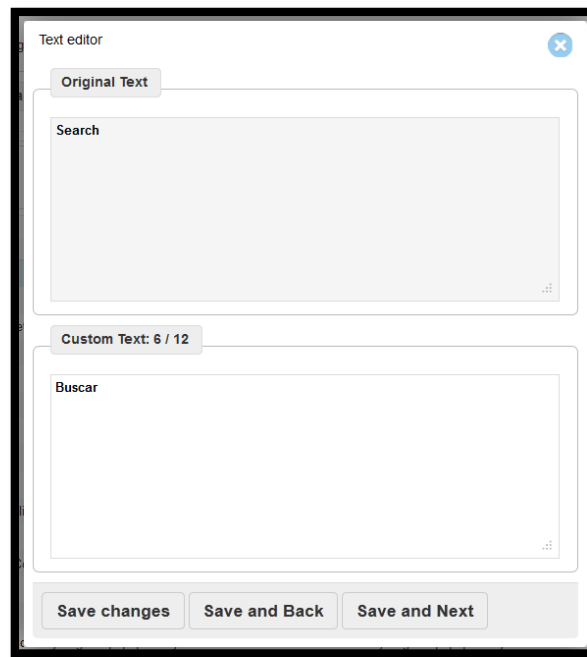 Text editor
Original Text
Search
Custom Text: 6 / 12
Buscar
Save changes
Save and Back
Save and Next